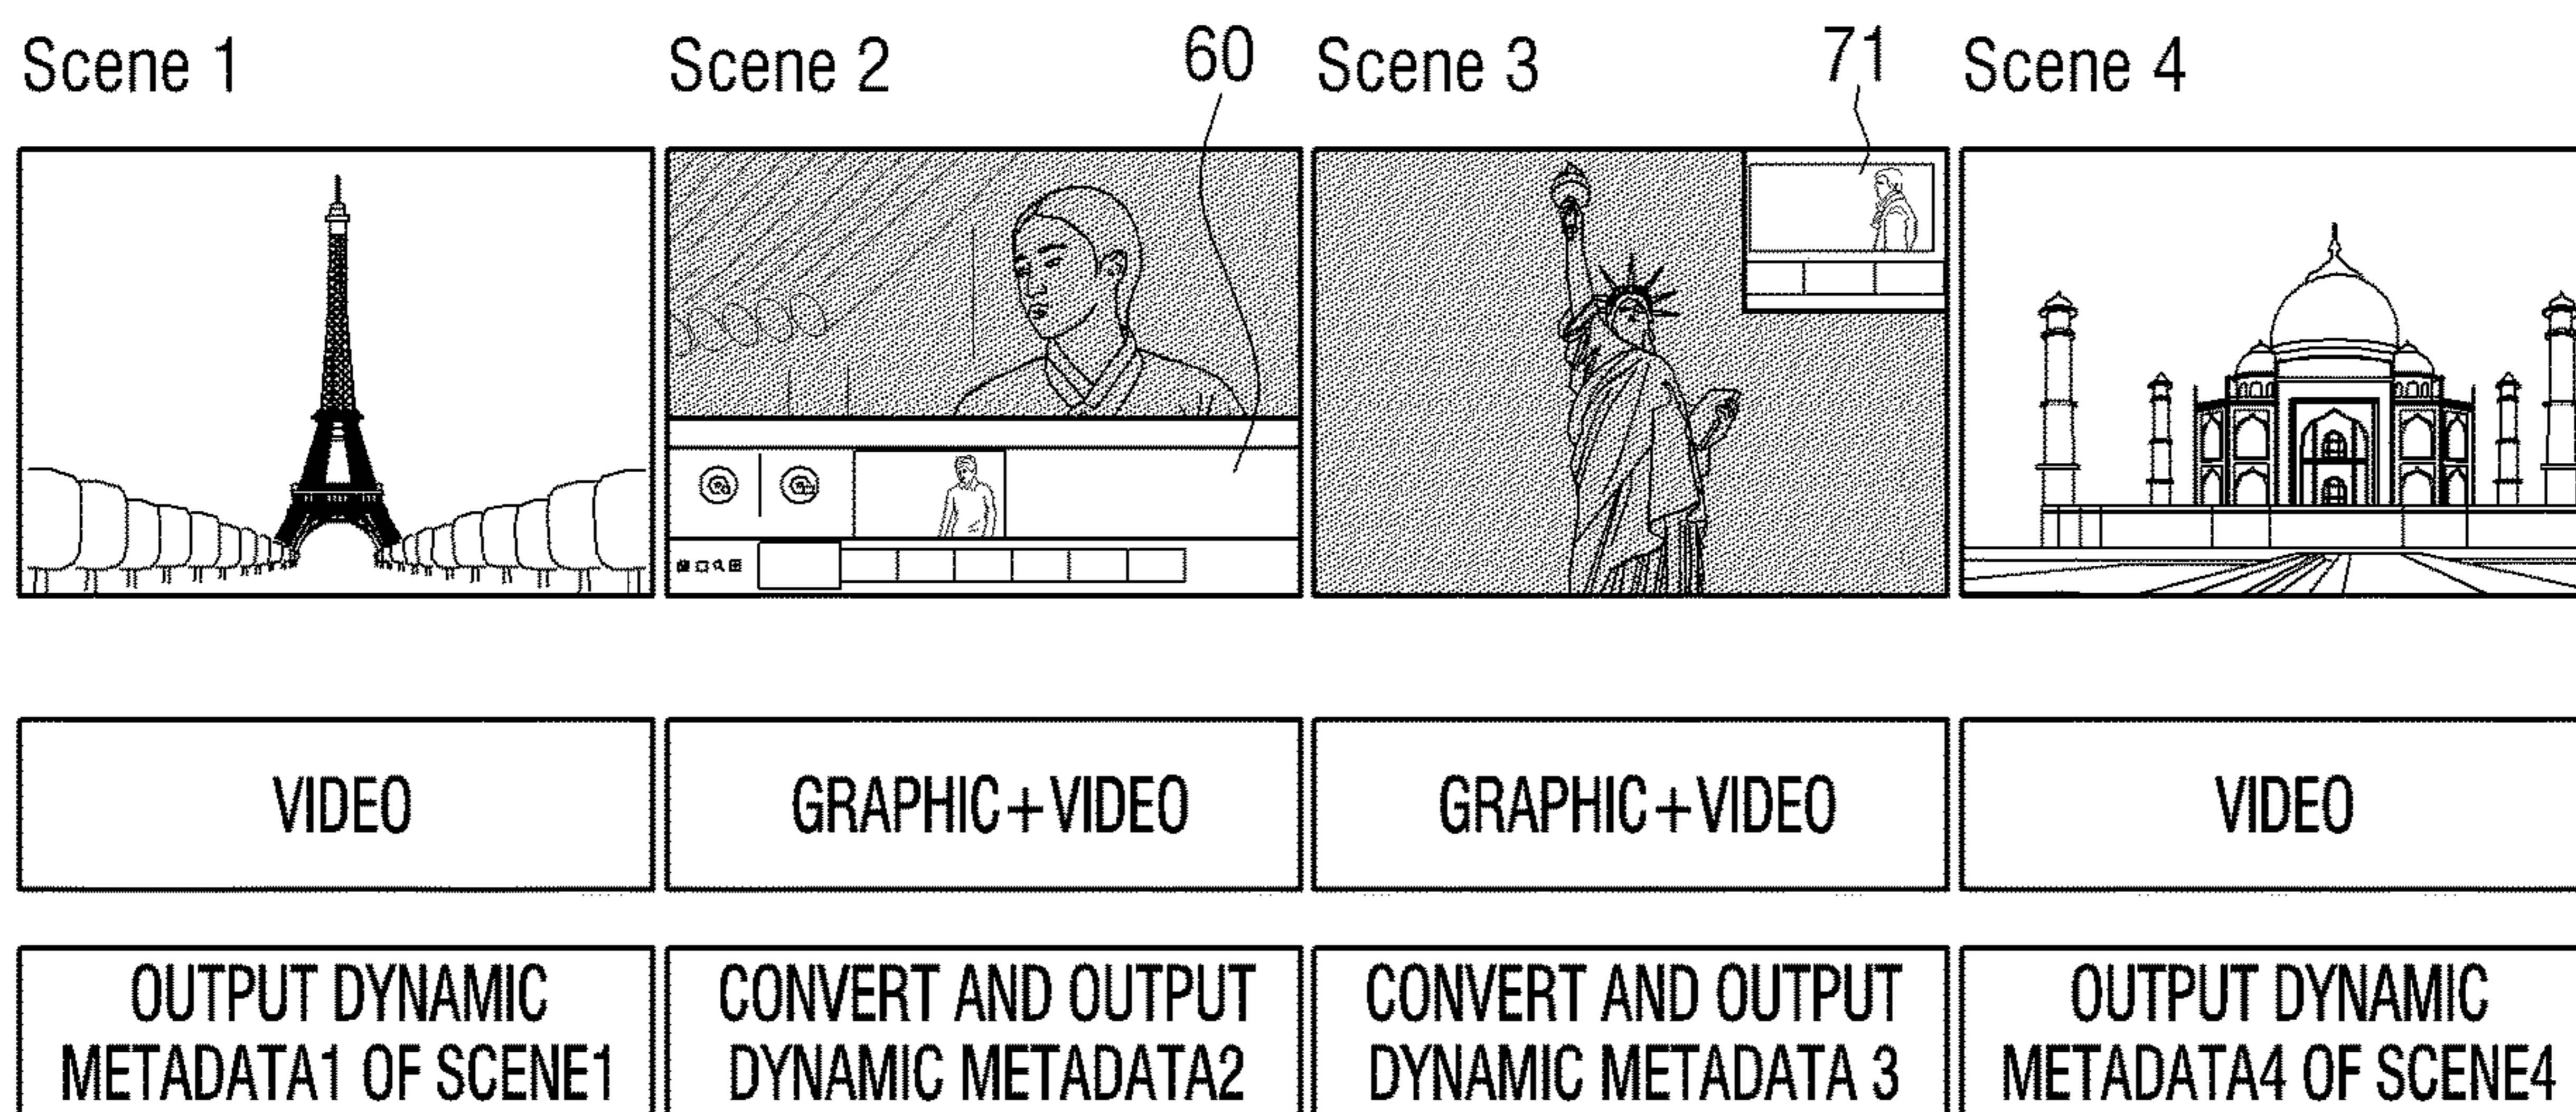 Scene 1
Scene 2
60
Scene 3
71
Scene 4
VIDEO
GRAPHIC+VIDEO
GRAPHIC+VIDEO
VIDEO
OUTPUT DYNAMIC
METADATA1 OF SCENE1
CONVERT AND OUTPUT
DYNAMIC METADATA2
CONVERT AND OUTPUT
DYNAMIC METADATA 3
OUTPUT DYNAMIC
METADATA4 OF SCENE4